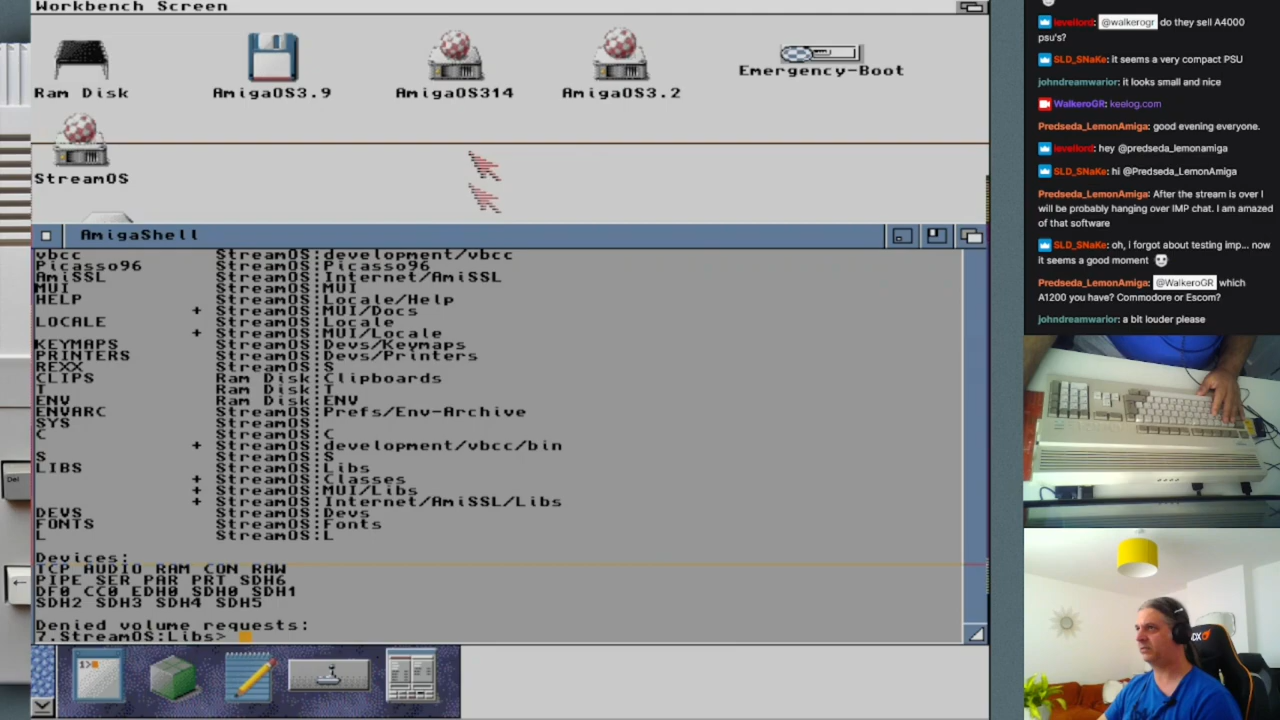 Workbench Screen
Ram Disk
AmigaOS3.9
AmigaOS314
AmigaOS3.2
Emergency-Boot
StreamOS
AmigaShell
vbcc StreamOS:development/vbcc
Picasso96 StreamOS:Picasso96
AmiSSL StreamOS:Internet/AmiSSL
MUI StreamOS:MUI
HELP StreamOS:Locale/Help
+ StreamOS:MUI/Docs
LOCALE StreamOS:Locale
+ StreamOS:MUI/Locale
KEYMAPS StreamOS:Devs/Keymaps
PRINTERS StreamOS:Devs/Printers
REXX StreamOS:S
CLIPS Ram Disk:Clipboards
T Ram Disk:T
ENV Ram Disk:ENV
ENVARC StreamOS:Prefs/Env-Archive
SYS StreamOS:
C StreamOS:C
+ StreamOS:development/vbcc/bin
S StreamOS:S
LIBS StreamOS:Libs
+ StreamOS:Classes
+ StreamOS:MUI/Libs
+ StreamOS:Internet/AmiSSL/Libs
DEVS StreamOS:Devs
FONTS StreamOS:Fonts
L StreamOS:L
Devices:
TCP AUDIO RAM CON RAW
PIPE SER PAR PRT SDH6
DF0 CC0 EDH0 SDH0 SDH1
SDH2 SDH3 SDH4 SDH5
Denied volume requests:
7.StreamOS:Libs>
1>
Del
levellord: @walkerogr do they sell A4000
psu's?
SLD_SNaKe: it seems a very compact PSU
johndreamwarior: it looks small and nice
WalkeroGR: keelog.com
Predseda_LemonAmiga: good evening everyone.
levellord: hey @predseda_lemonamiga
SLD_SNaKe: hi @Predseda_LemonAmiga
Predseda_LemonAmiga: After the stream is over I
will be probably hanging over IMP chat. I am amazed
of that software
SLD_SNaKe: oh, i forgot about testing imp... now
it seems a good moment
Predseda_LemonAmiga: @WalkeroGR which
A1200 you have? Commodore or Escom?
johndreamwarior: a bit louder please